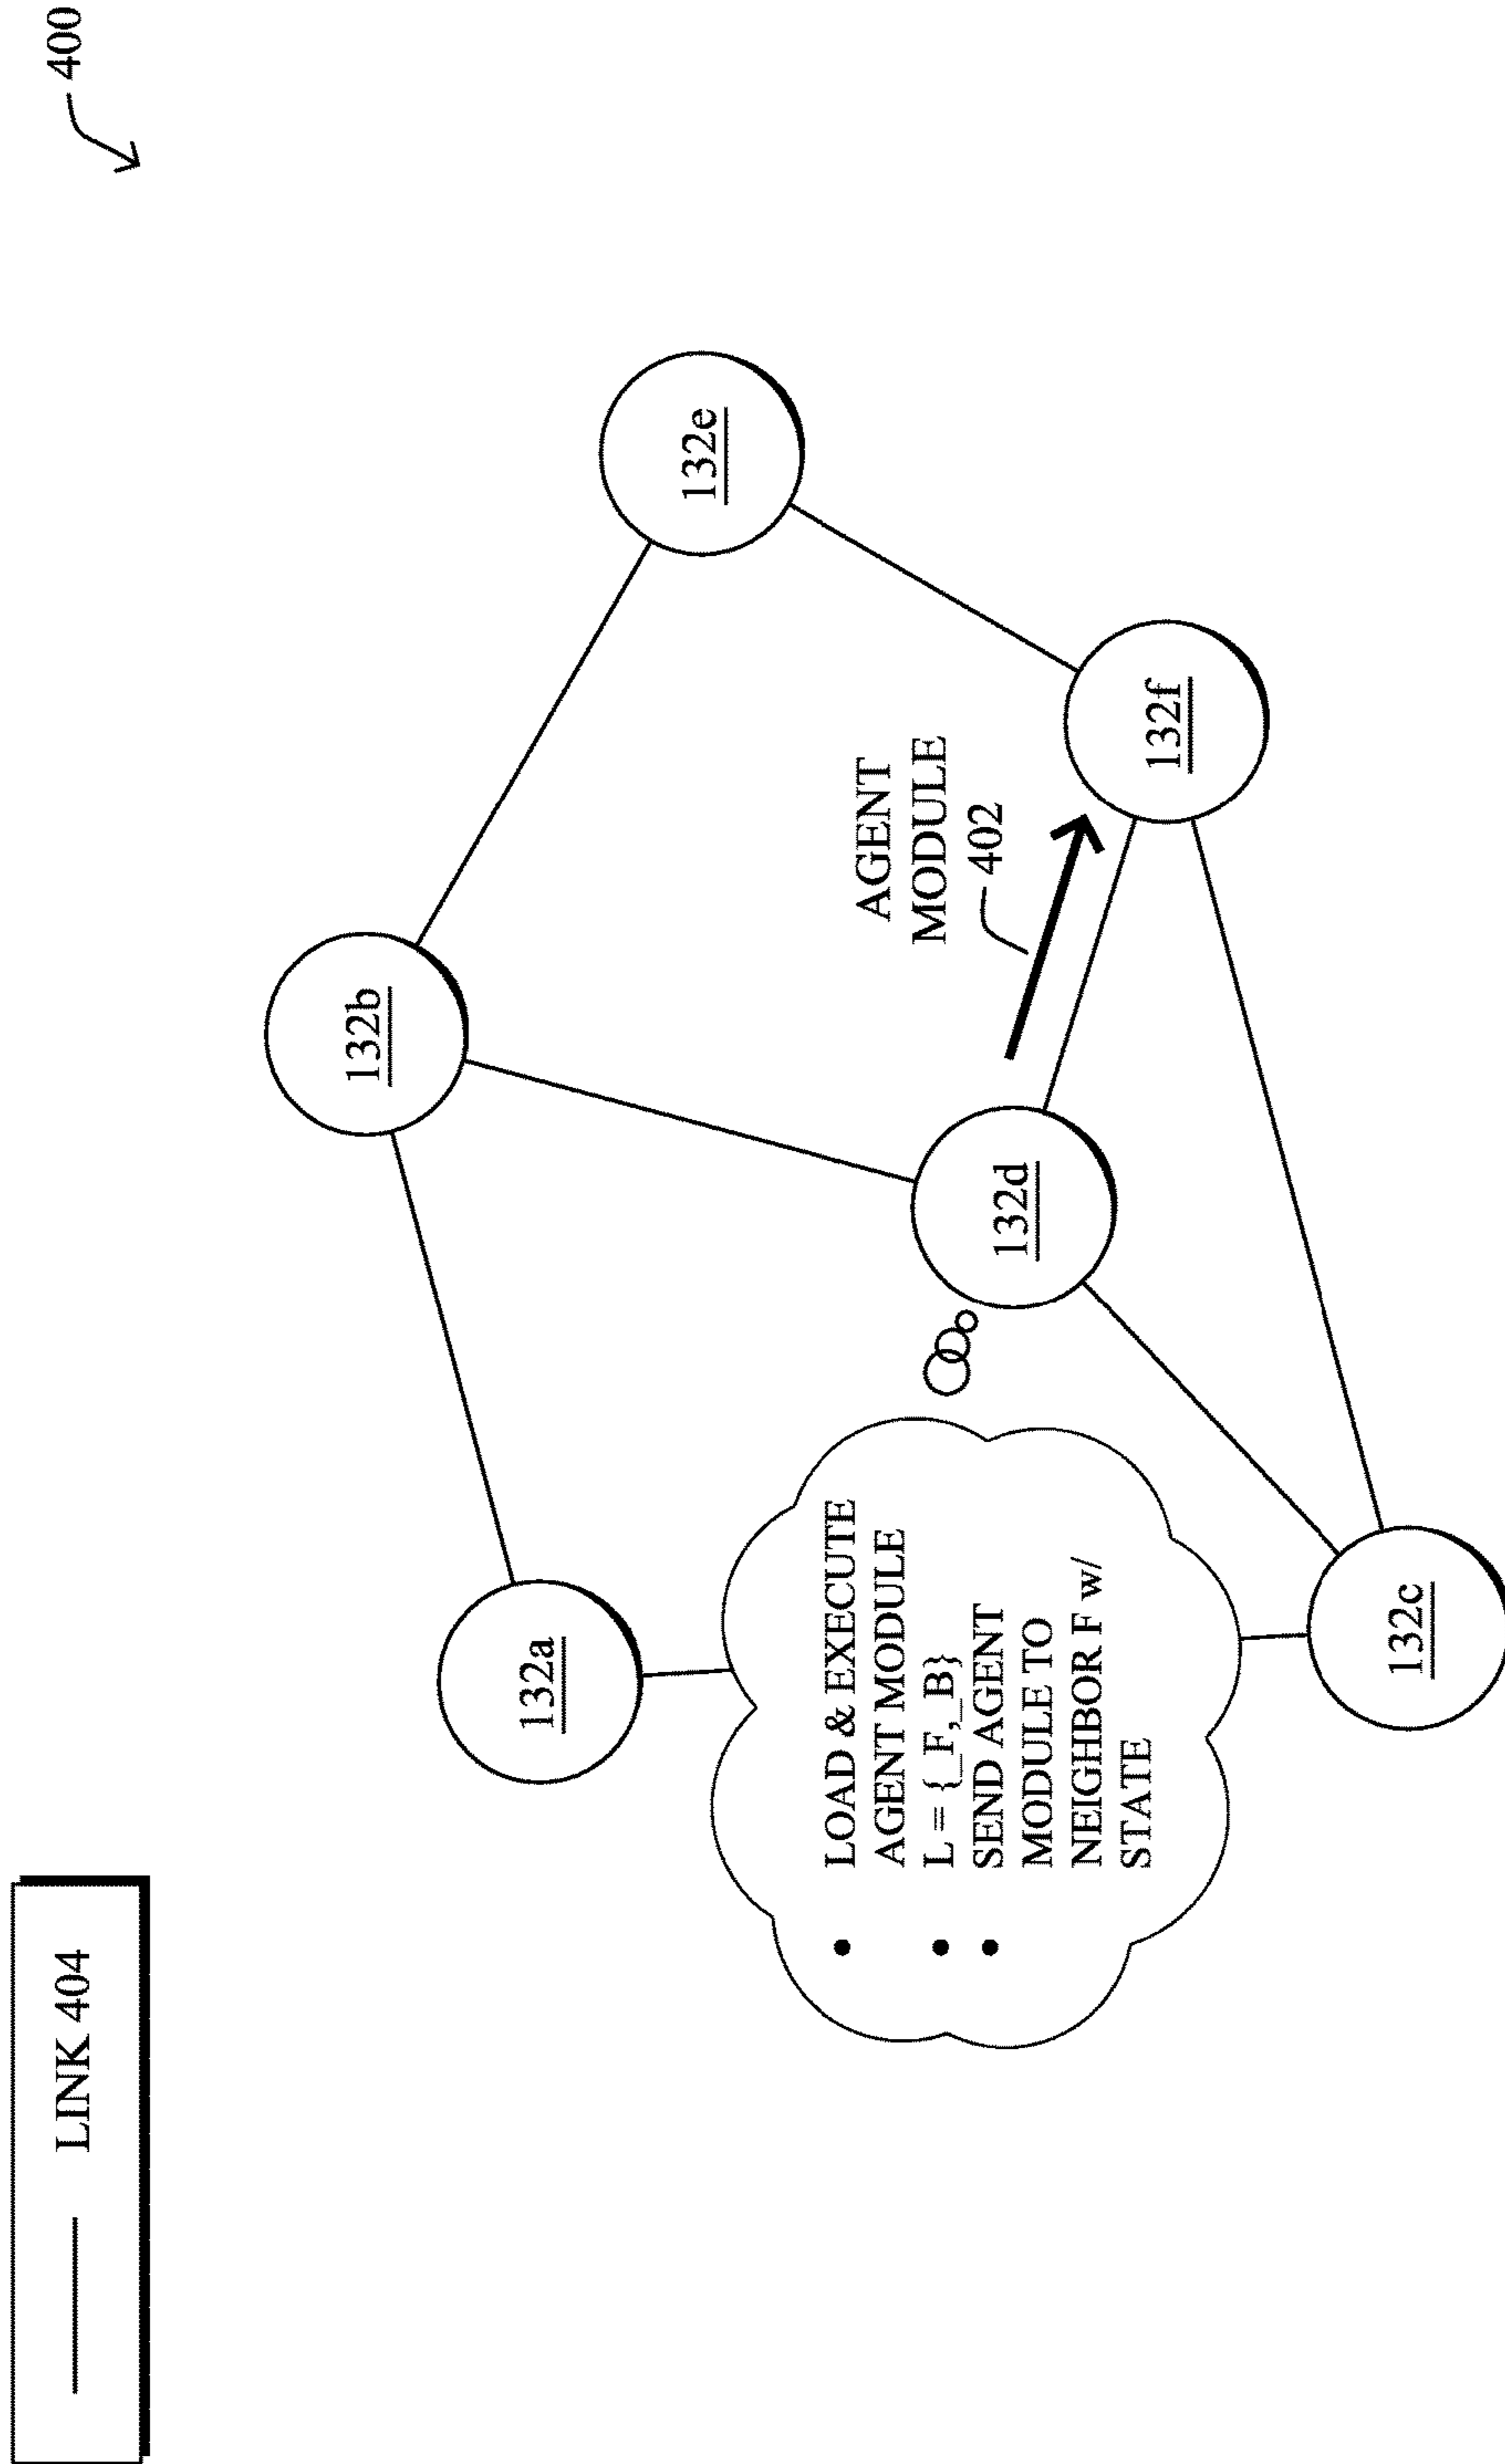 LINK 404
400
132a
132b
132e
• LOAD & EXECUTE
AGENT MODULE
• L = {_F,_B}
• SEND AGENT
MODULE TO
NEIGHBOR F w/
STATE
132d
AGENT
MODULE
402
132f
132c